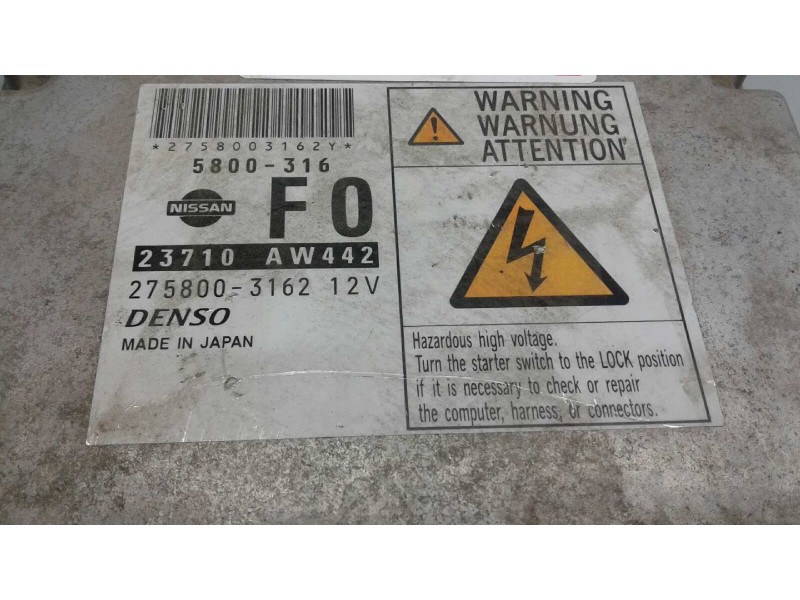 *2758003162Y*
5800-316
NISSAN
F0
23710 AW442
275800-3162 12V
DENSO
MADE IN JAPAN
WARNING
WARNUNG
ATTENTION
Hazardous high voltage.
Turn the starter switch to the LOCK position
if it is necessary to check or repair
the computer, harness, or connectors.